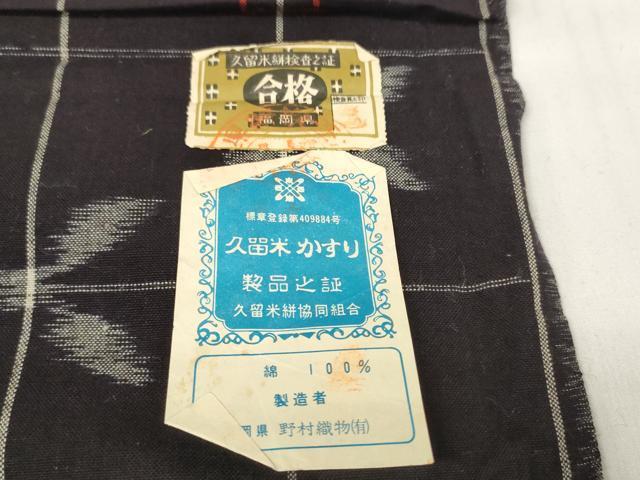 久留米絣検査之証
合格
福岡県
標章登録第409884号
久留米かすり
製品之証
久留米絣協同組合
綿 100%
製造者
岡県 野村織物(有)